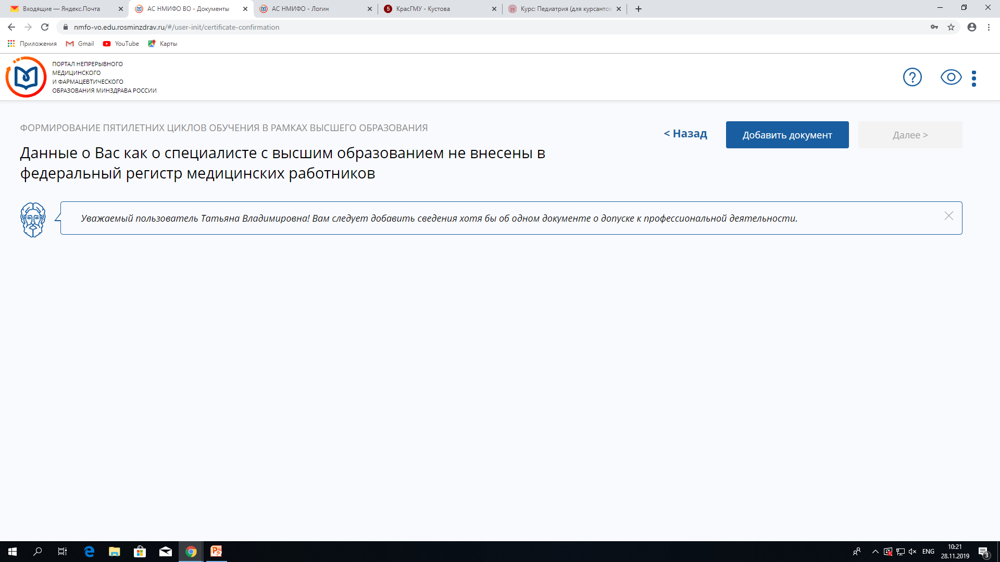 Входящие — Яндекс.Почта
АС НМИФО ВО - Документы
АС НМИФО - Логин
КрасГМУ - Кустова
Курс: Педиатрия (для курсантов
nmfo-vo.edu.rosminzdrav.ru/#/user-init/certificate-confirmation
Приложения
Gmail
YouTube
Карты
ПОРТАЛ НЕПРЕРЫВНОГО
МЕДИЦИНСКОГО
И ФАРМАЦЕВТИЧЕСКОГО
ОБРАЗОВАНИЯ МИНЗДРАВА РОССИИ
ФОРМИРОВАНИЕ ПЯТИЛЕТНИХ ЦИКЛОВ ОБУЧЕНИЯ В РАМКАХ ВЫСШЕГО ОБРАЗОВАНИЯ
< Назад
Добавить документ
Далее >
Данные о Вас как о специалисте с высшим образованием не внесены в
федеральный регистр медицинских работников
Уважаемый пользователь Татьяна Владимировна! Вам следует добавить сведения хотя бы об одном документе о допуске к профессиональной деятельности.
ENG
10:21
28.11.2019
3